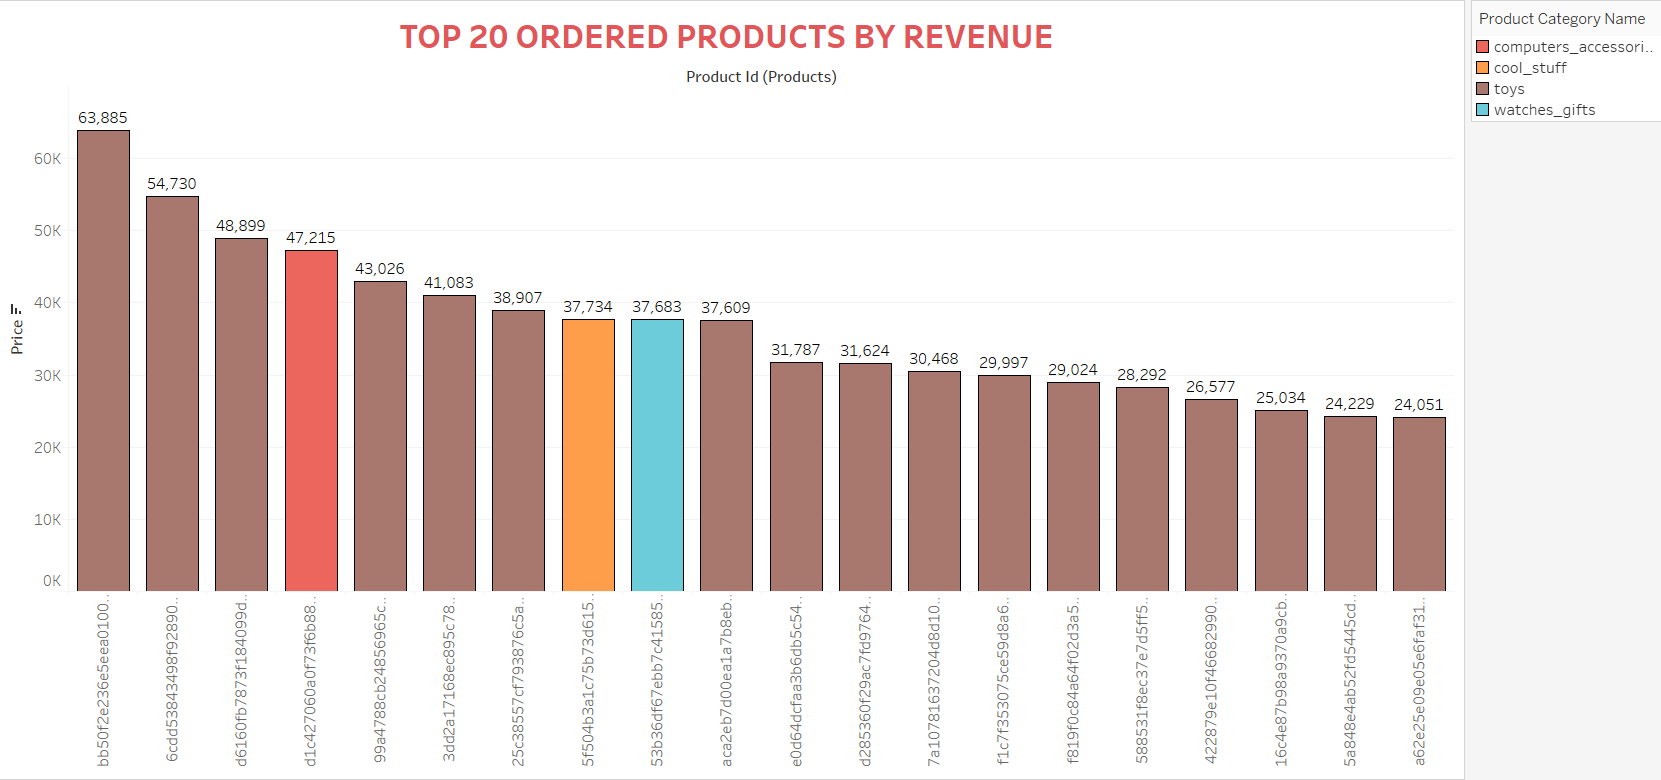 TOP 20 ORDERED PRODUCTS BY REVENUE
Product Id (Products)
Product Category Name
computers_accessori..
cool_stuff
toys
watches_gifts
Price
60K
50K
40K
30K
20K
10K
0K
63,885
54,730
48,899
47,215
43,026
41,083
38,907
37,734
37,683
37,609
31,787
31,624
30,468
29,997
29,024
28,292
26,577
25,034
24,229
24,051
bb50f2e236e5eea0100..
6cdd53843498f92890..
d6160fb7873f184099d..
d1c427060a0f73f6b88..
99a4788cb24856965c..
3dd2a17168ec895c78..
25c38557cf793876c5a..
5f504b3a1c75b73d615..
53b36df67ebb7c41585..
aca2eb7d00ea1a7b8eb..
e0d64dcfaa3b6db5c54..
d285360f29ac7fd9764..
7a10781637204d8d10..
f1c7f353075ce59d8a6..
f819f0c84a64f02d3a5..
588531f8ec37e7d5ff5..
422879e10f46682990..
16c4e87b98a9370a9cb..
5a848e4ab52fd5445cd..
a62e25e09e05e6faf31..